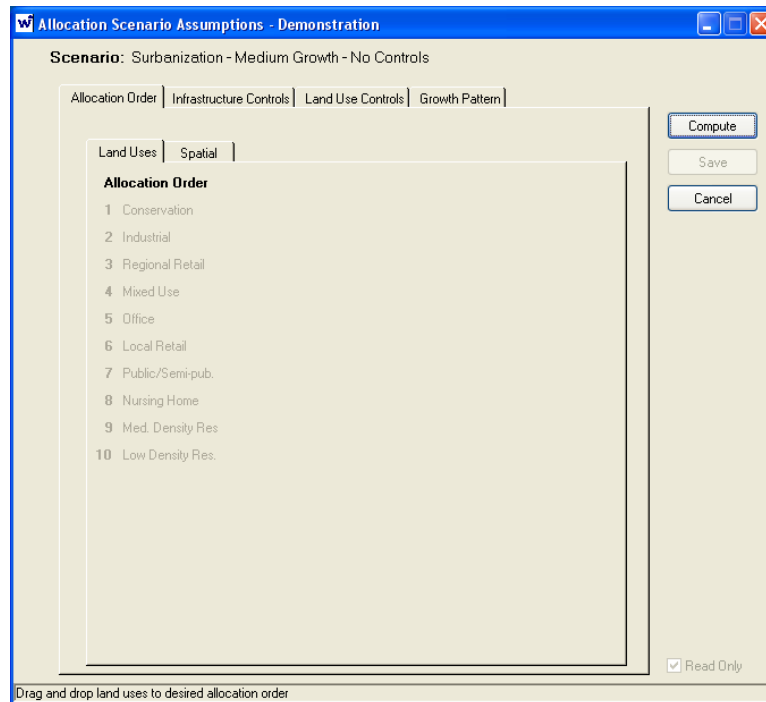 Allocation Scenario Assumptions - Demonstration
Scenario: Surbanization - Medium Growth - No Controls
Allocation Order Infrastructure Controls Land Use Controls Growth Pattern
Compute
Land Uses Spatial
Save
Allocation Order
Cancel
1 Conservation
2 Industrial
3 Regional Retail
4 Mixed Use
5 Office
6 Local Retail
7 Public/Semi-pub.
8 Nursing Home
9 Med. Density Res
10 Low Density Res.
Read Only
Drag and drop land uses to desired allocation order